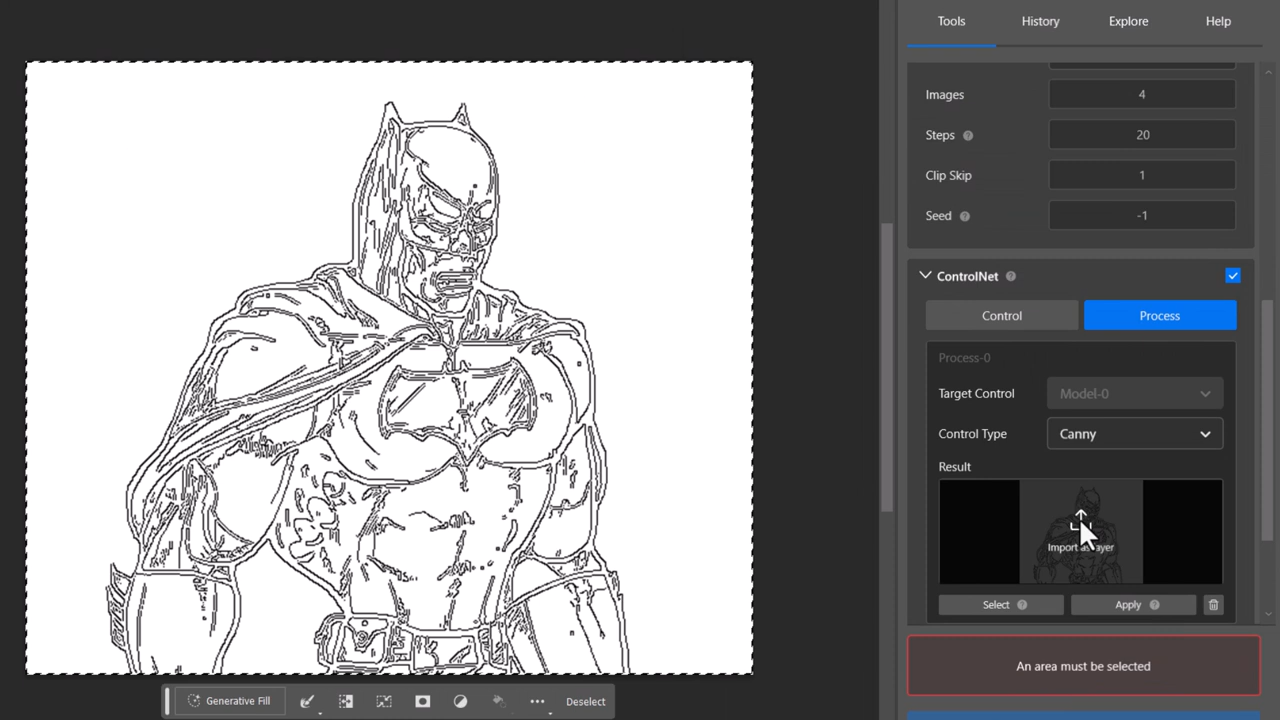 Tools History Explore Help
Images 4
Steps 20
Clip Skip 1
Seed -1
ControlNet
Control Process
Process-0
Target Control Model-0
Control Type Canny
Result
Import as layer
Select Apply
An area must be selected
Generative Fill Deselect